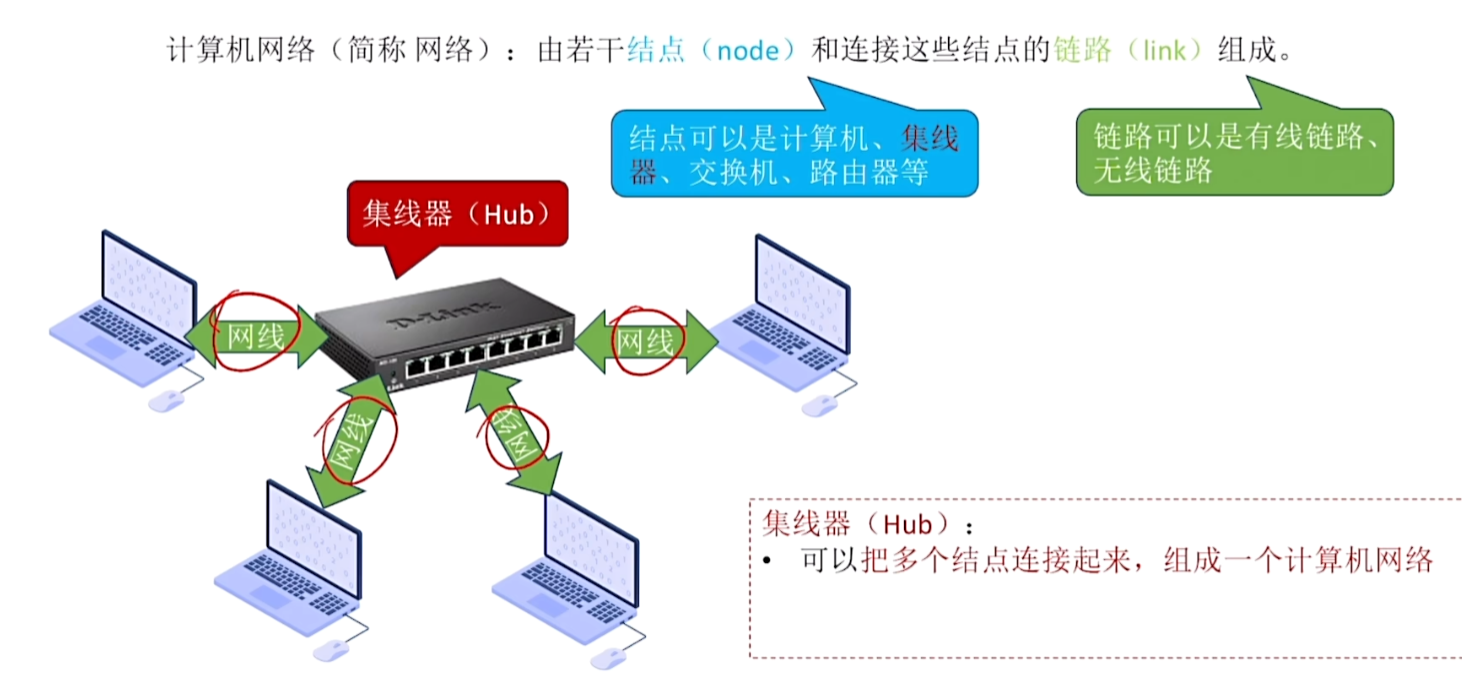 计算机网络（简称 网络）：由若干结点（node）和连接这些结点的链路（link）组成。
结点可以是计算机、集线
器、交换机、路由器等
链路可以是有线链路、
无线链路
集线器（Hub）
D-Link
网线
网线
网线
网线
集线器（Hub）：
• 可以把多个结点连接起来，组成一个计算机网络